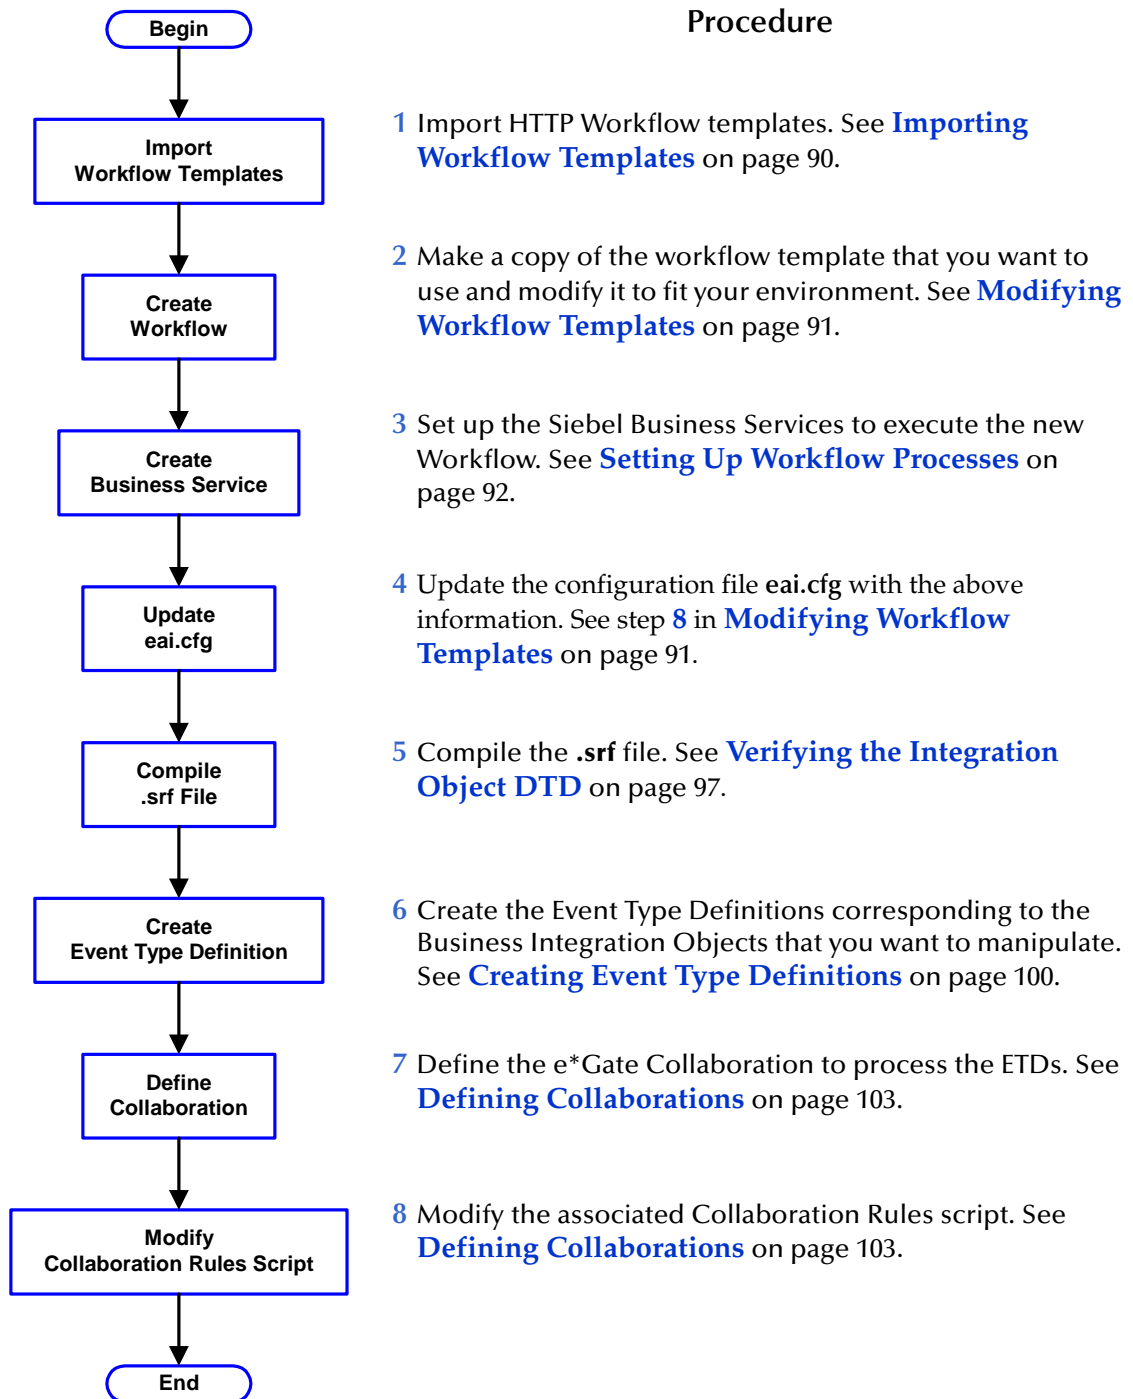 Begin
Procedure
Import
Workflow Templates
1 Import HTTP Workflow templates. See Importing
Workflow Templates on page 90.
Create
Workflow
2 Make a copy of the workflow template that you want to
use and modify it to fit your environment. See Modifying
Workflow Templates on page 91.
Create
Business Service
3 Set up the Siebel Business Services to execute the new
Workflow. See Setting Up Workflow Processes on
page 92.
Update
eai.cfg
4 Update the configuration file eai.cfg with the above
information. See step 8 in Modifying Workflow
Templates on page 91.
Compile
.srf File
5 Compile the .srf file. See Verifying the Integration
Object DTD on page 97.
Create
Event Type Definition
6 Create the Event Type Definitions corresponding to the
Business Integration Objects that you want to manipulate.
See Creating Event Type Definitions on page 100.
Define
Collaboration
7 Define the e*Gate Collaboration to process the ETDs. See
Defining Collaborations on page 103.
Modify
Collaboration Rules Script
8 Modify the associated Collaboration Rules script. See
Defining Collaborations on page 103.
End